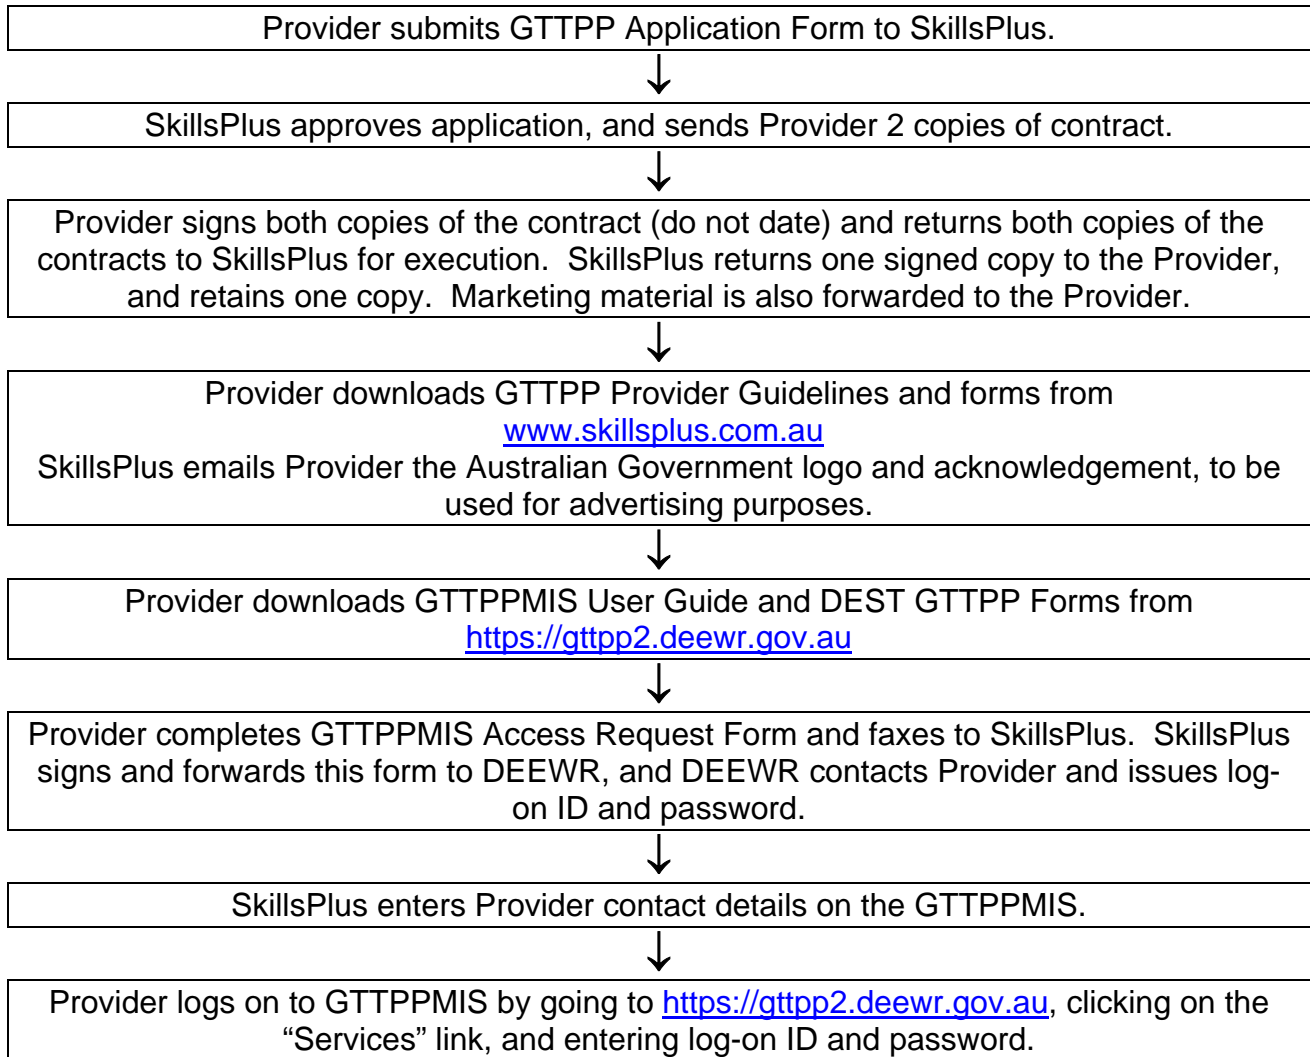 Provider submits GTTPP Application Form to SkillsPlus.
SkillsPlus approves application, and sends Provider 2 copies of contract.
Provider signs both copies of the contract (do not date) and returns both copies of the
contracts to SkillsPlus for execution.  SkillsPlus returns one signed copy to the Provider,
and retains one copy.  Marketing material is also forwarded to the Provider.
Provider downloads GTTPP Provider Guidelines and forms from
www.skillsplus.com.au
SkillsPlus emails Provider the Australian Government logo and acknowledgement, to be
used for advertising purposes.
Provider downloads GTTPPMIS User Guide and DEST GTTPP Forms from
https://gttpp2.deewr.gov.au
Provider completes GTTPPMIS Access Request Form and faxes to SkillsPlus.  SkillsPlus
signs and forwards this form to DEEWR, and DEEWR contacts Provider and issues log-
on ID and password.
SkillsPlus enters Provider contact details on the GTTPPMIS.
Provider logs on to GTTPPMIS by going to https://gttpp2.deewr.gov.au, clicking on the
“Services” link, and entering log-on ID and password.